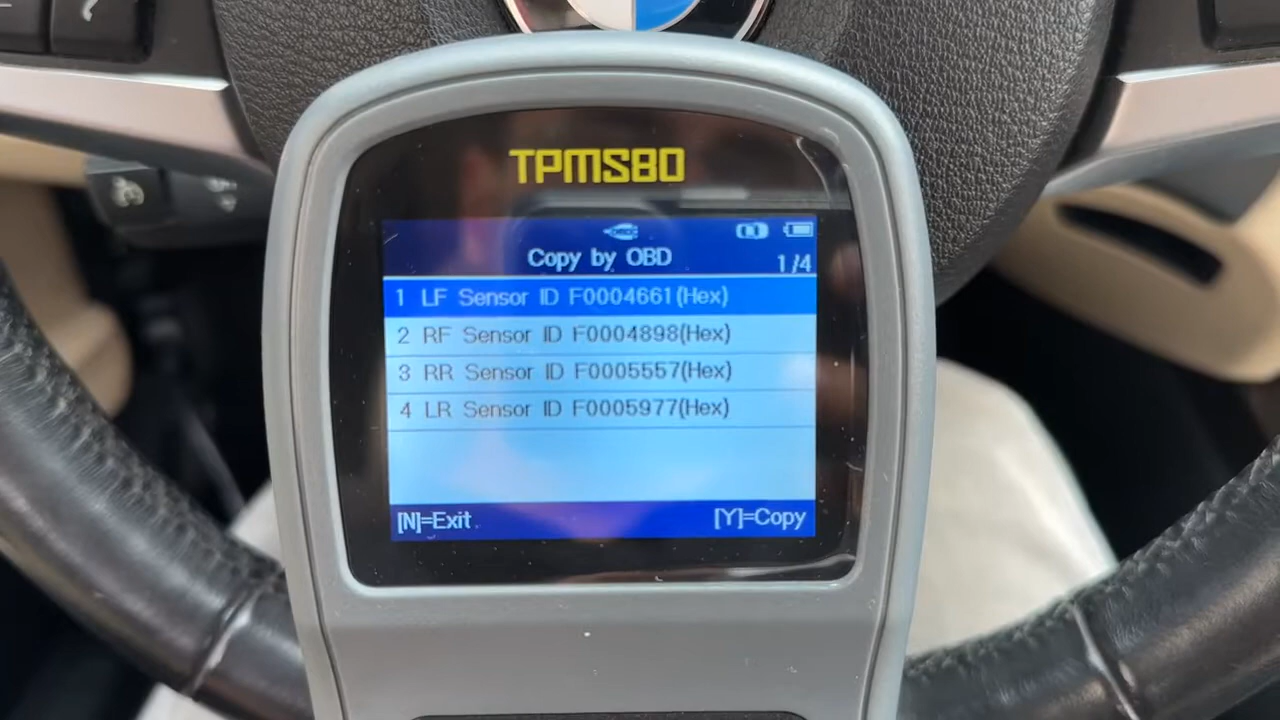 TPMS80
Copy by OBD
1/4
1 LF Sensor ID F0004661(Hex)
2 RF Sensor ID F0004898(Hex)
3 RR Sensor ID F0005557(Hex)
4 LR Sensor ID F0005977(Hex)
[N]=Exit [Y]=Copy